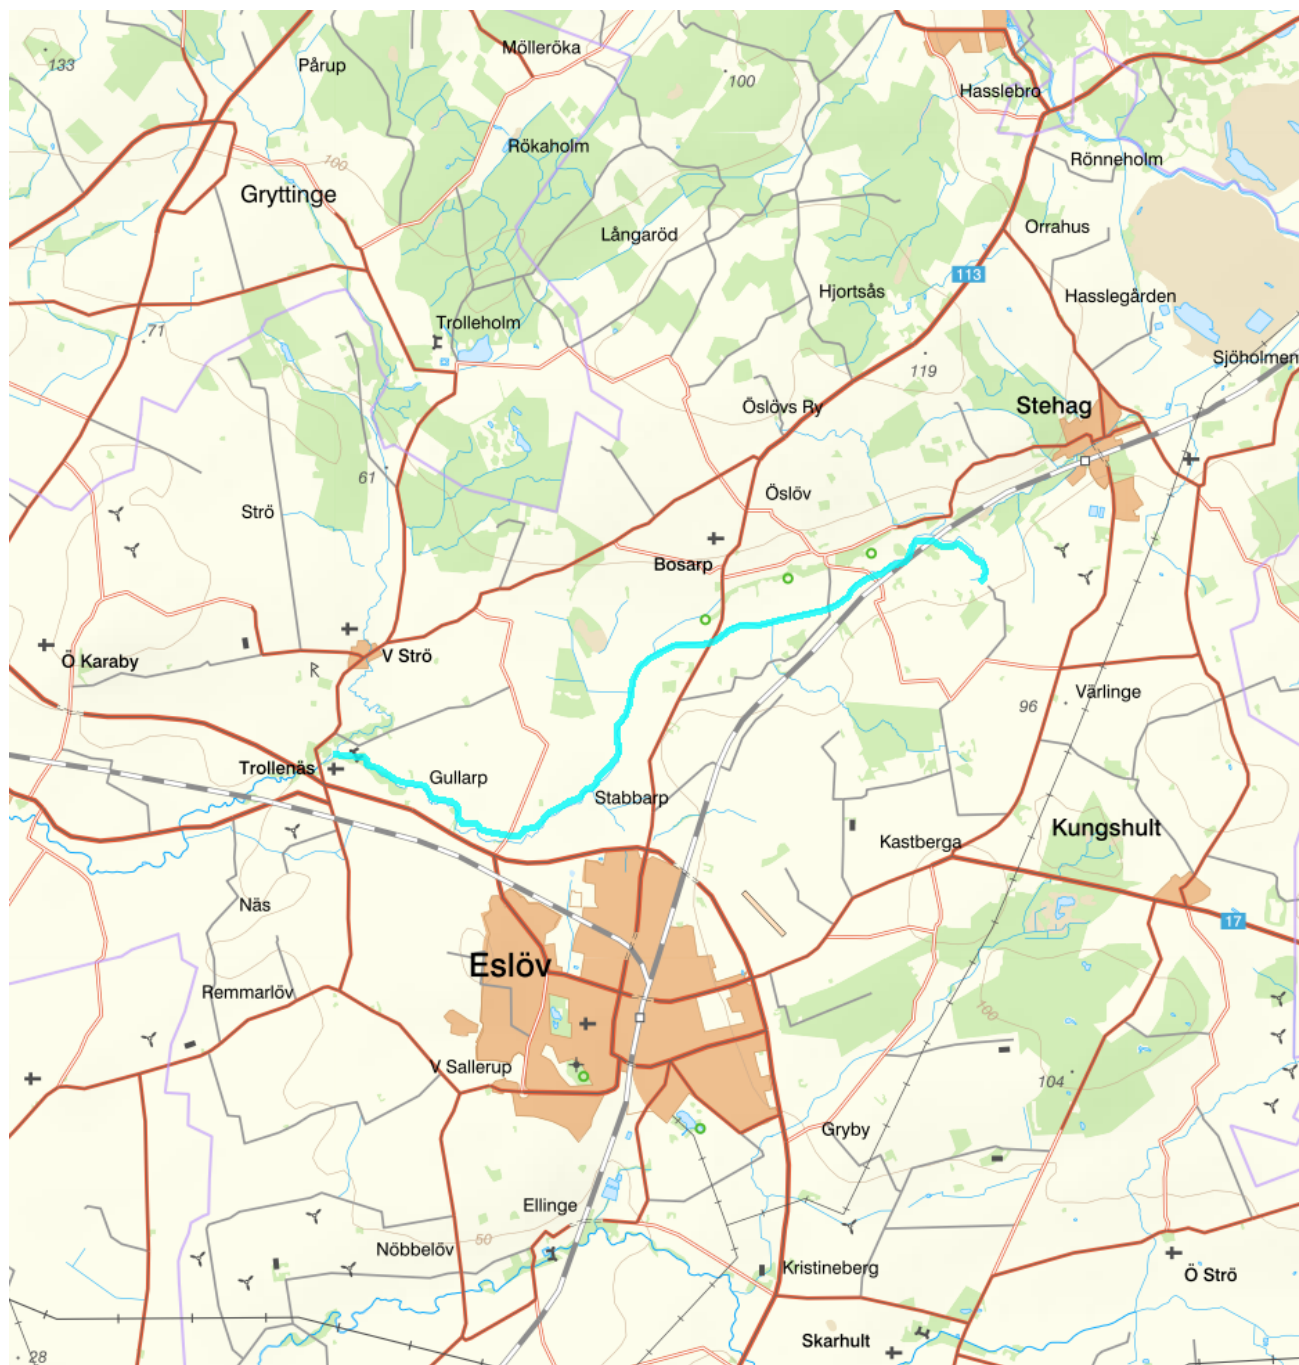 Mölleröka
133
Pårup
100
Hasslebro
Rökaholm
Rönneholm
100
Gryttinge
Orrahus
Långaröd
113
Hjortsås
Hasslegården
Trolleholm
71
Sjöholmen
119
Öslövs Ry
Stehag
61
Öslöv
Strö
Bosarp
V Strö
Ö Karaby
Värlinge
96
Trollenäs
Gullarp
Stabbarp
Kungshult
Kastberga
Näs
17
Eslöv
Remmarlöv
100
V Sallerup
104
Gryby
Ellinge
50
Nöbbelöv
Kristineberg
Ö Strö
Skarhult
28